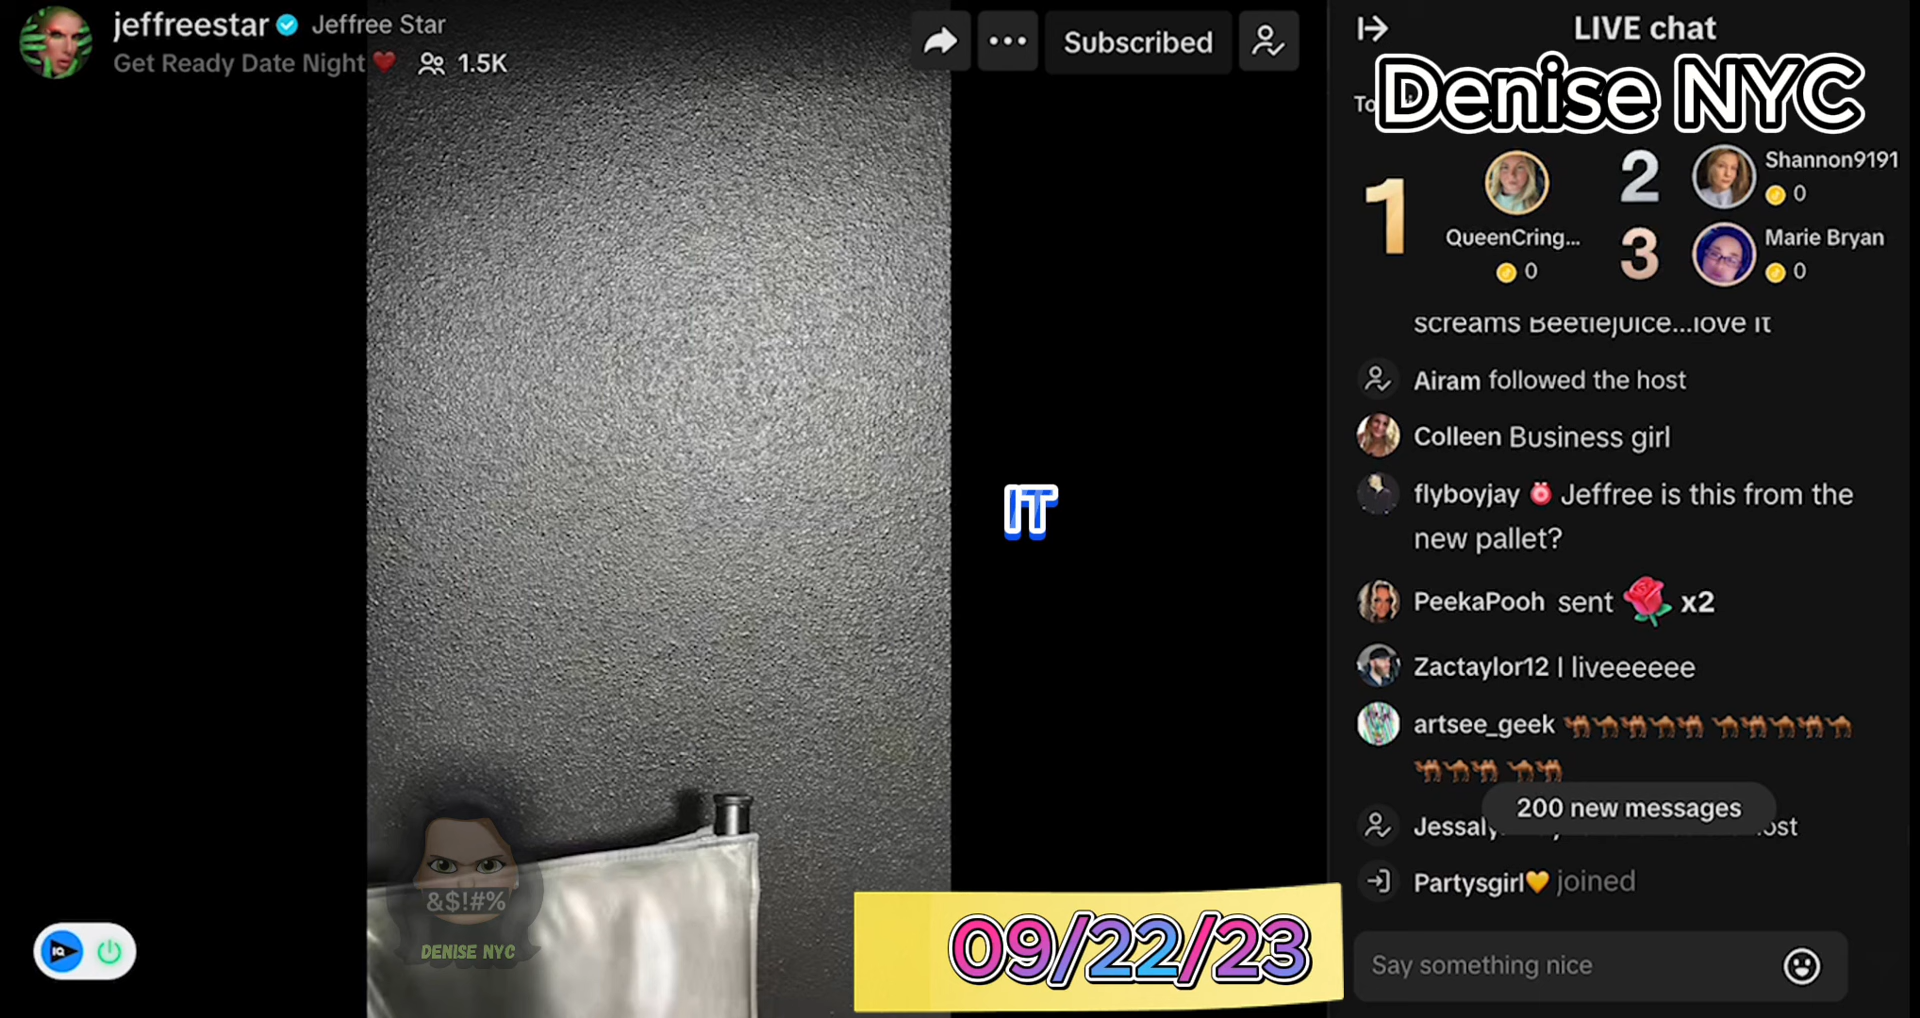 jeffreestar Jeffree Star
Get Ready Date Night 1.5K
Subscribed
LIVE chat
Denise NYC
1
QueenCring...
0
2
Shannon9191
0
3
Marie Bryan
0
screams Beetlejuice...love it
Airam followed the host
Colleen Business girl
flyboyjay Jeffree is this from the
new pallet?
PeekaPooh sent x2
Zactaylor12 I liveeeeee
artsee_geek
200 new messages
Partysgirl joined
Say something nice
IT
&$!#%
DENISE NYC
IQ
09/22/23